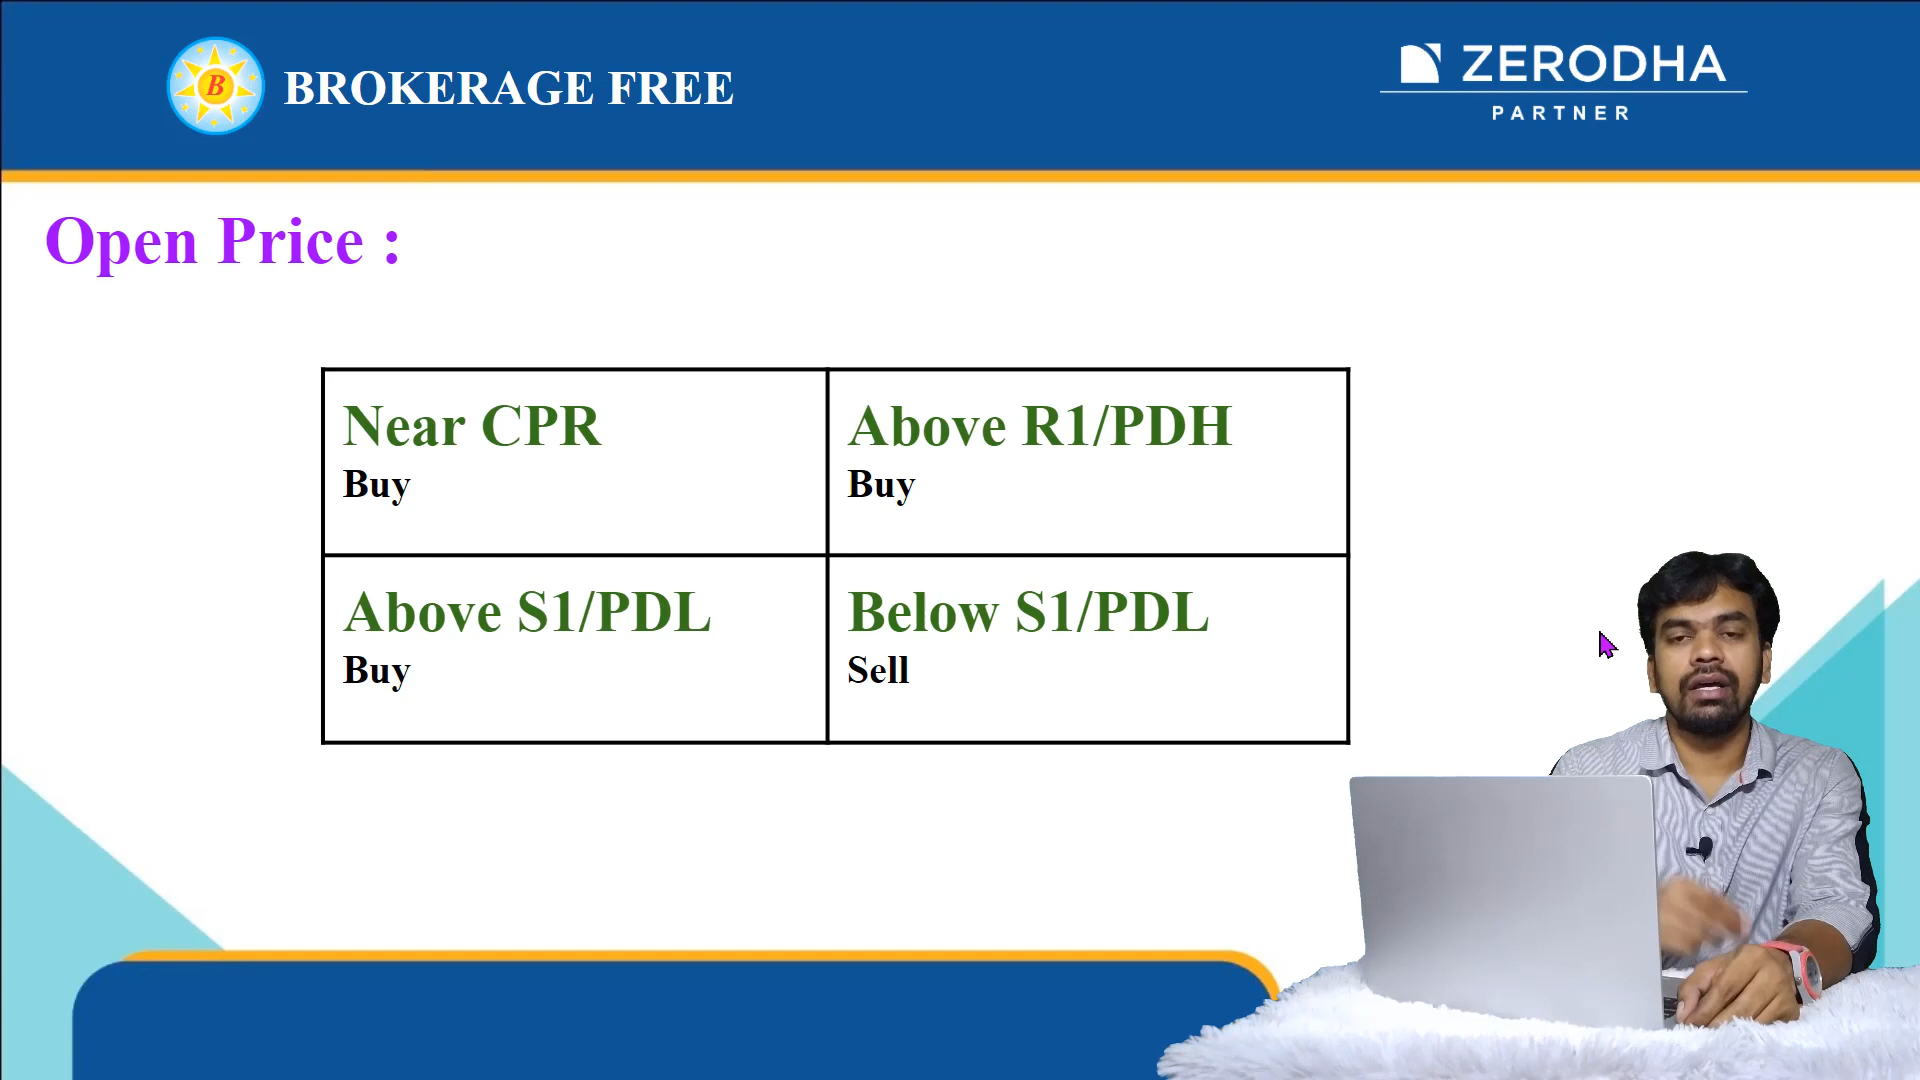 B
BROKERAGE FREE
ZERODHA
PARTNER
Open Price :
Near CPR
Buy
Above R1/PDH
Buy
Above S1/PDL
Buy
Below S1/PDL
Sell